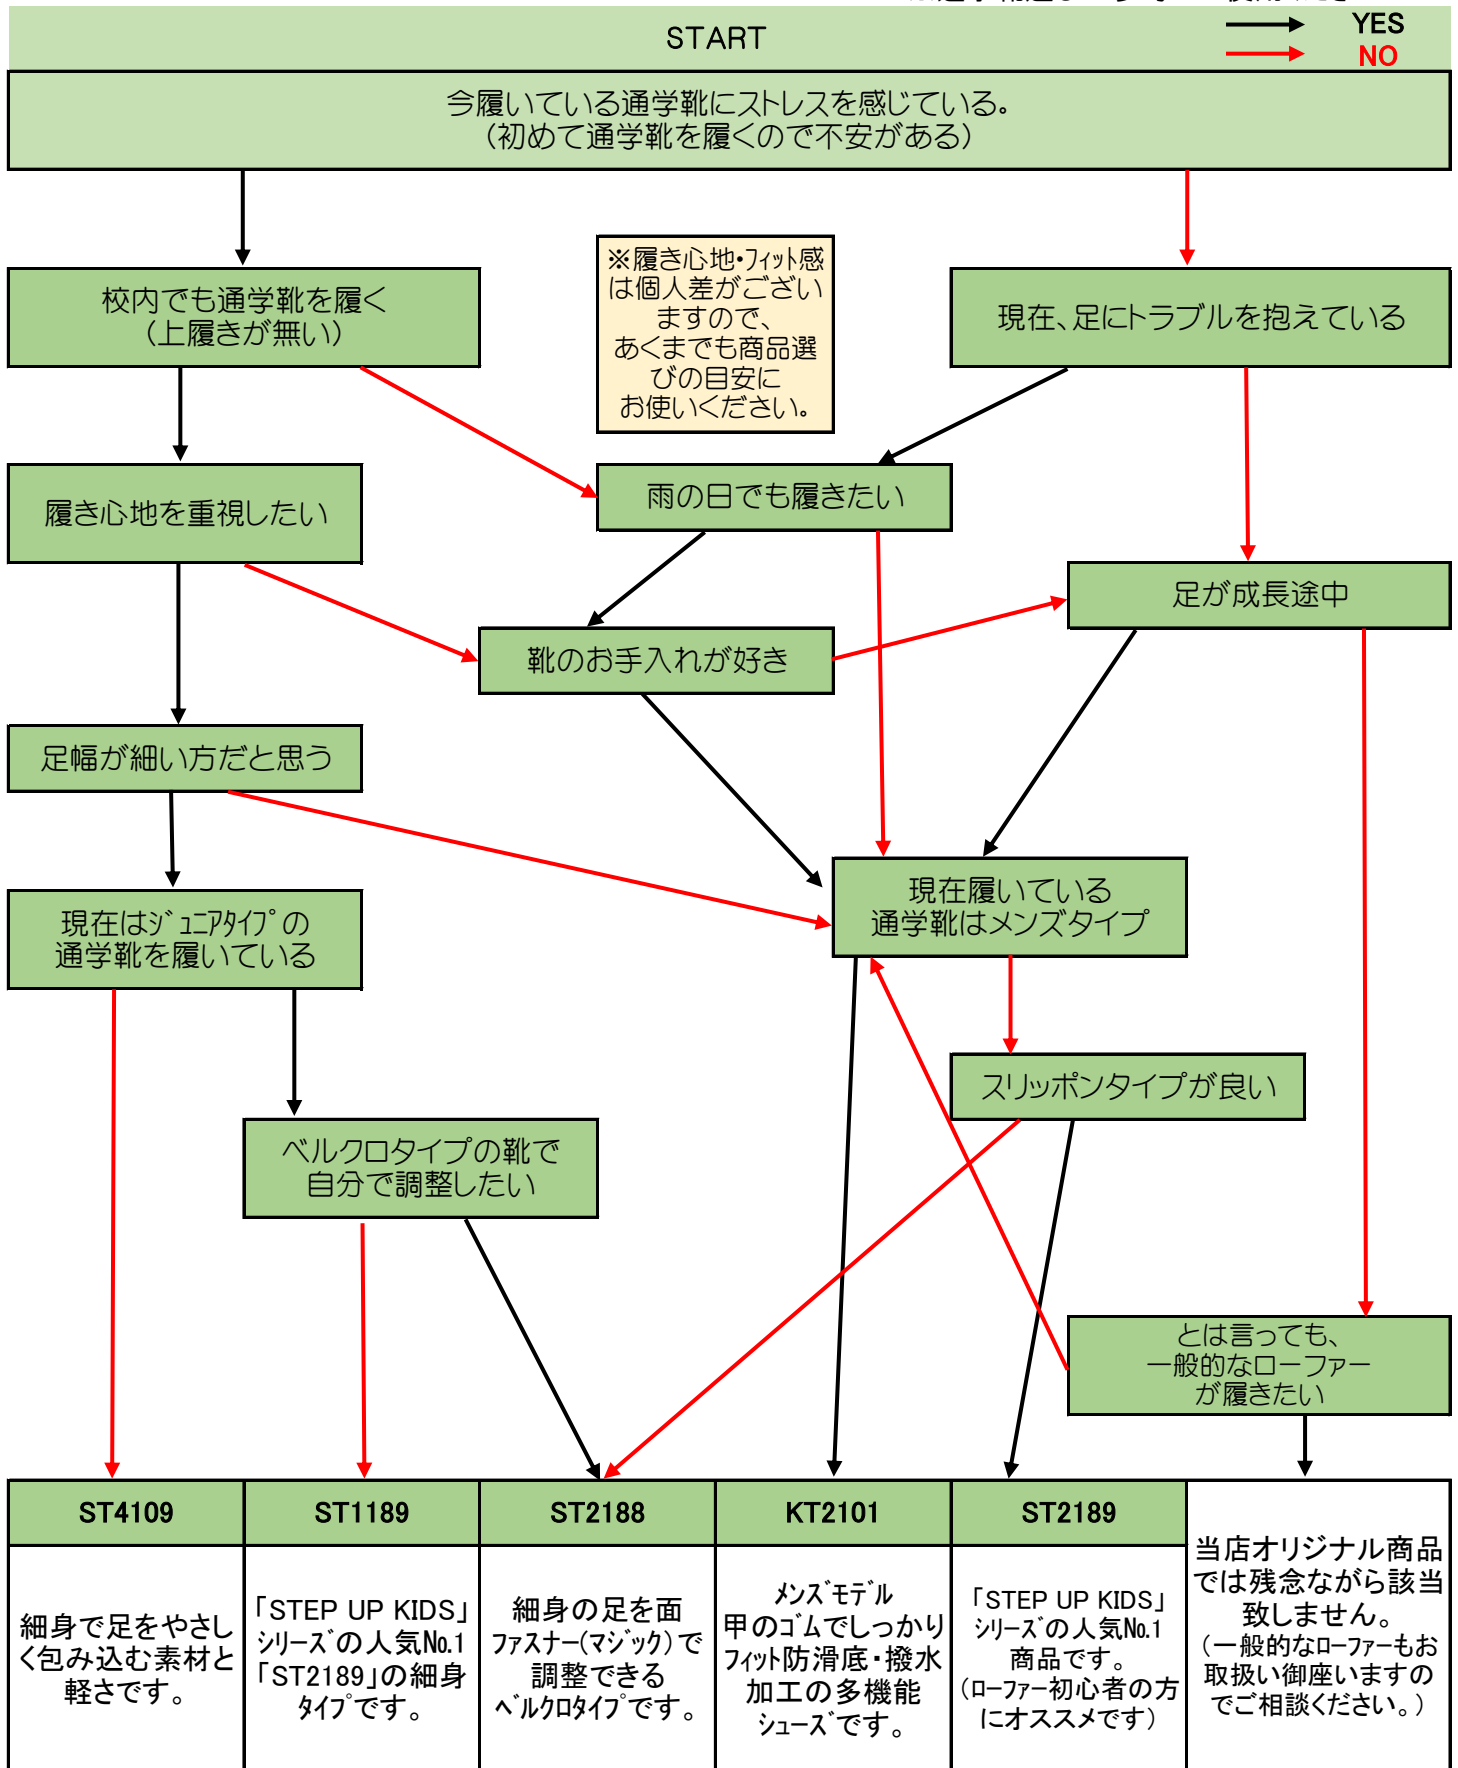 START
YES
NO
今履いている通学靴にストレスを感じている。
（初めて通学靴を履くので不安がある）
校内でも通学靴を履く
（上履きが無い）
※履き心地・フィット感
は個人差がござい
ますので、
あくまでも商品選
びの目安に
お使いください。
現在、足にトラブルを抱えている
履き心地を重視したい
雨の日でも履きたい
足が成長途中
靴のお手入れが好き
足幅が細い方だと思う
現在はジュニアタイプの
通学靴を履いている
現在履いている
通学靴はメンズタイプ
スリッポンタイプが良い
ベルクロタイプの靴で
自分で調整したい
とは言っても、
一般的なローファー
が履きたい
ST4109
細身で足をやさし
く包み込む素材と
軽さです。
ST1189
「STEP UP KIDS」
シリーズの人気No.1
「ST2189」の細身
タイプです。
ST2188
細身の足を面
ファスナー(マジック)で
調整できる
ベルクロタイプです。
KT2101
メンズモデル
甲のゴムでしっかり
フィット防滑底・撥水
加工の多機能
シューズです。
ST2189
「STEP UP KIDS」
シリーズの人気No.1
商品です。
（ローファー初心者の方
にオススメです）
当店オリジナル商品
では残念ながら該当
致しません。
（一般的なローファーもお
取扱い御座いますの
でご相談ください。）